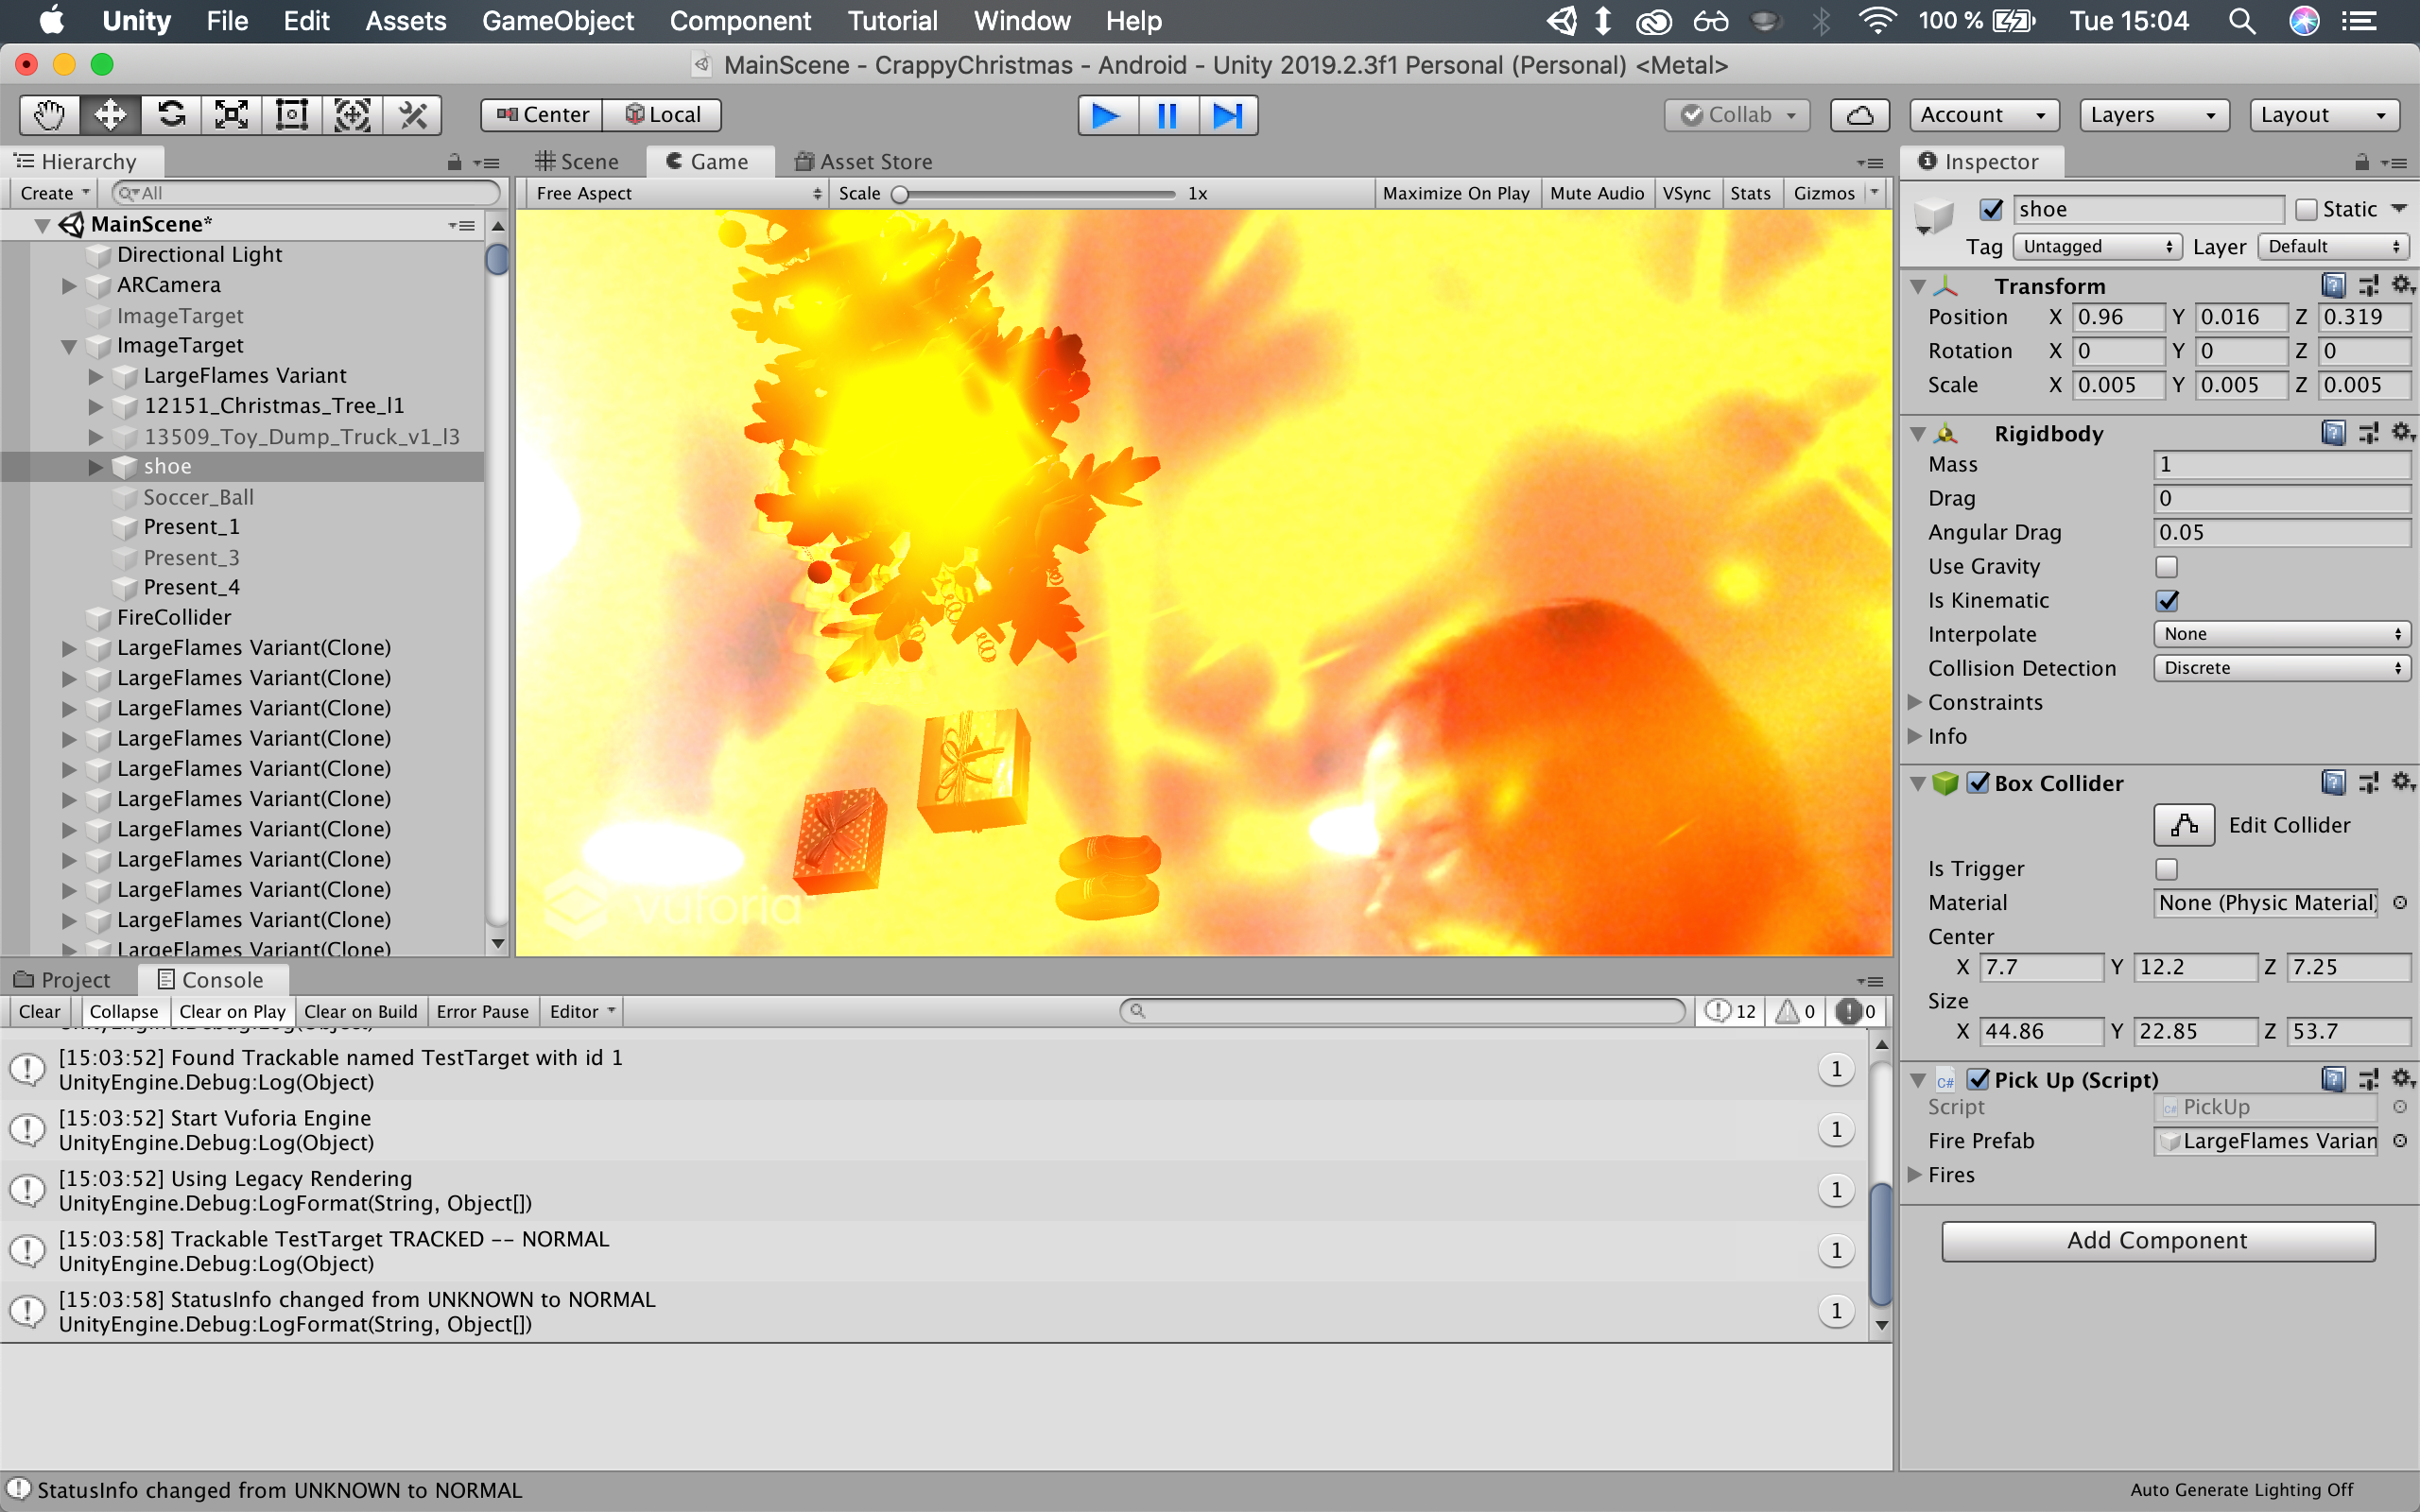 Unity File Edit Assets GameObject Component Tutorial Window Help 100 % Tue 15:04
MainScene - CrappyChristmas - Android - Unity 2019.2.3f1 Personal (Personal) <Metal>
Center Local Collab Account Layers Layout
Hierarchy
Create All
MainScene*
Directional Light
ARCamera
ImageTarget
ImageTarget
LargeFlames Variant
12151_Christmas_Tree_l1
13509_Toy_Dump_Truck_v1_l3
shoe
Soccer_Ball
Present_1
Present_3
Present_4
FireCollider
LargeFlames Variant(Clone)
LargeFlames Variant(Clone)
LargeFlames Variant(Clone)
LargeFlames Variant(Clone)
LargeFlames Variant(Clone)
LargeFlames Variant(Clone)
LargeFlames Variant(Clone)
LargeFlames Variant(Clone)
LargeFlames Variant(Clone)
LargeFlames Variant(Clone)
LargeFlames Variant(Clone)
Scene Game Asset Store
Free Aspect Scale 1x Maximize On Play Mute Audio VSync Stats Gizmos
vuforia
Inspector
shoe Static
Tag Untagged Layer Default
Transform
Position X 0.96 Y 0.016 Z 0.319
Rotation X 0 Y 0 Z 0
Scale X 0.005 Y 0.005 Z 0.005
Rigidbody
Mass 1
Drag 0
Angular Drag 0.05
Use Gravity
Is Kinematic
Interpolate None
Collision Detection Discrete
Constraints
Info
Box Collider
Edit Collider
Is Trigger
Material None (Physic Material)
Center
X 7.7 Y 12.2 Z 7.25
Size
X 44.86 Y 22.85 Z 53.7
C# Pick Up (Script)
Script PickUp
Fire Prefab LargeFlames Varian
Fires
Add Component
Project Console
Clear Collapse Clear on Play Clear on Build Error Pause Editor 12 0 0
UnityEngine.Debug:Log(Object)
[15:03:52] Found Trackable named TestTarget with id 1
UnityEngine.Debug:Log(Object) 1
[15:03:52] Start Vuforia Engine
UnityEngine.Debug:Log(Object) 1
[15:03:52] Using Legacy Rendering
UnityEngine.Debug:LogFormat(String, Object[]) 1
[15:03:58] Trackable TestTarget TRACKED -- NORMAL
UnityEngine.Debug:Log(Object) 1
[15:03:58] StatusInfo changed from UNKNOWN to NORMAL
UnityEngine.Debug:LogFormat(String, Object[]) 1
StatusInfo changed from UNKNOWN to NORMAL
Auto Generate Lighting Off